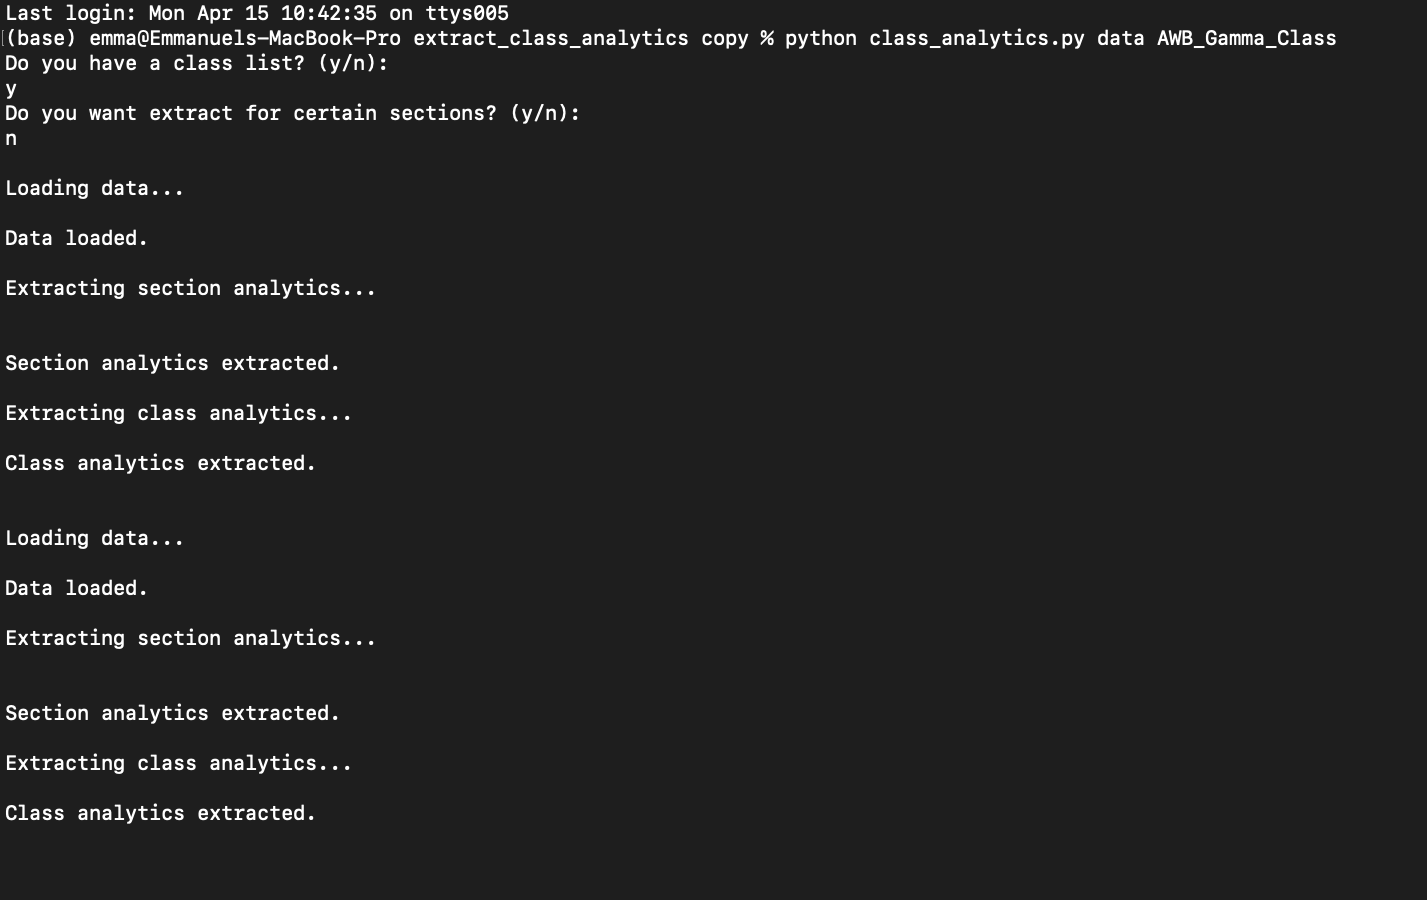 Last login: Mon Apr 15 10:42:35 on ttys005
[(base) emma@Emmanuels-MacBook-Pro extract_class_analytics copy % python class_analytics.py data AWB_Gamma_Class
Do you have a class list? (y/n):
y
Do you want extract for certain sections? (y/n):
n
Loading data...
Data loaded.
Extracting section analytics...
Section analytics extracted.
Extracting class analytics...
Class analytics extracted.
Loading data...
Data loaded.
Extracting section analytics...
Section analytics extracted.
Extracting class analytics...
Class analytics extracted.